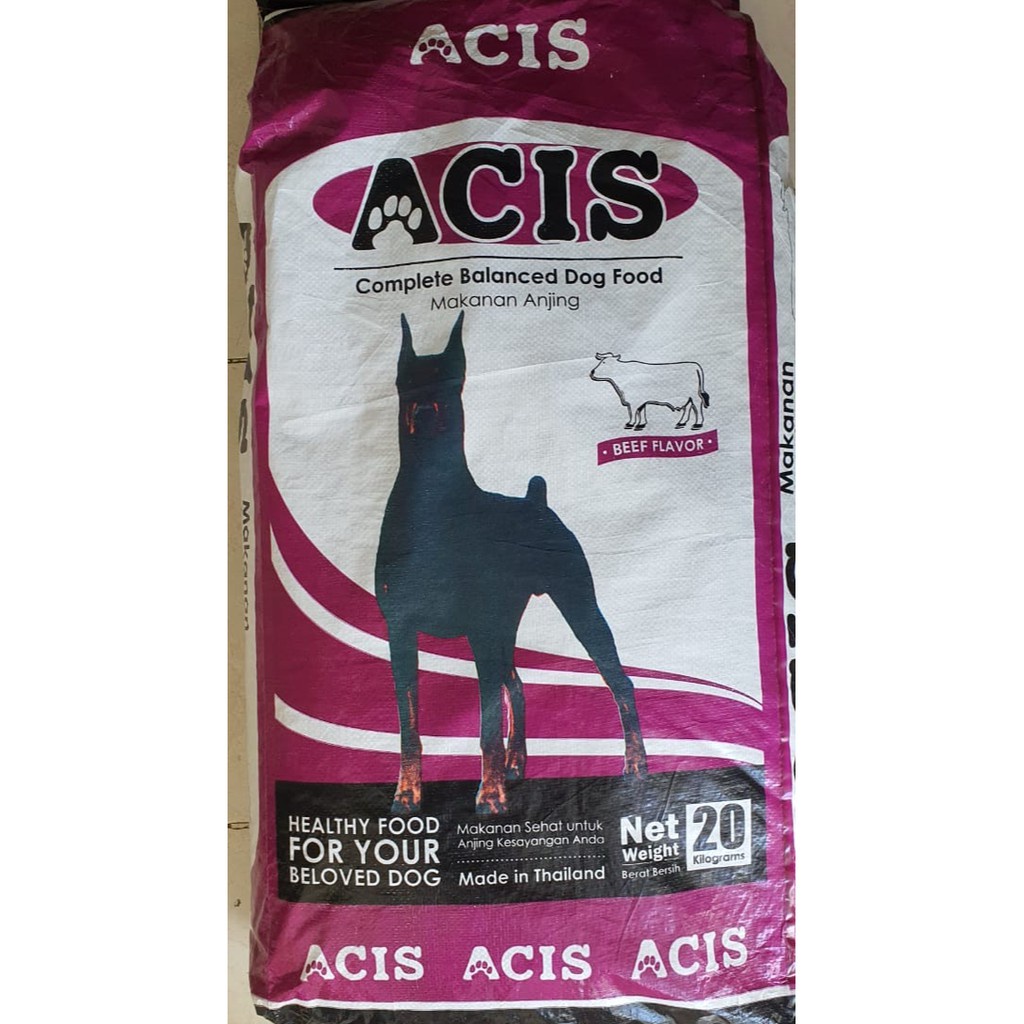 ACIS
ACIS
Complete Balanced Dog Food
Makanan Anjing
• BEEF FLAVOR •
Makanan
Makanan
HEALTHY FOOD
FOR YOUR
BELOVED DOG
Makanan Sehat untuk
Anjing Kesayangan Anda
Made in Thailand
Net
Weight
Berat Bersih
20
Kilograms
ACIS ACIS ACIS